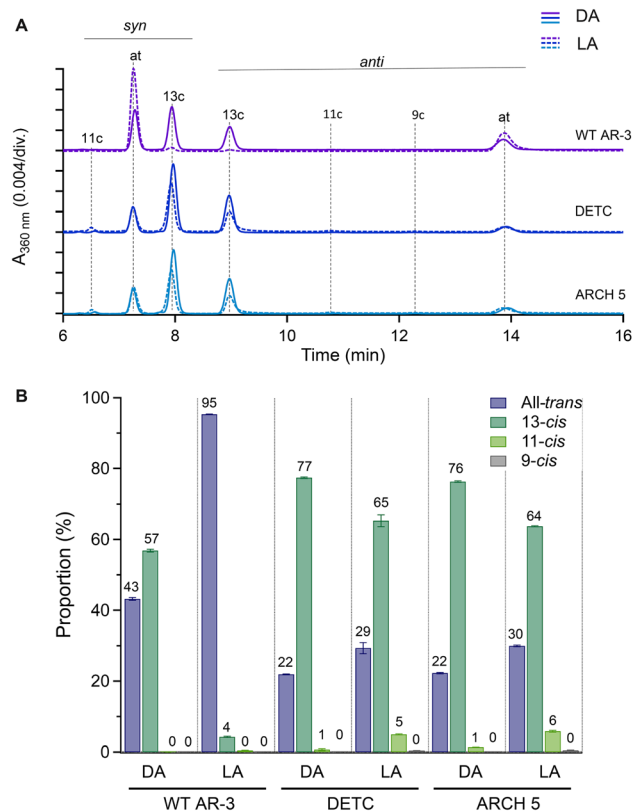 A
syn
anti
DA
LA
11c
at
13c
13c
11c
9c
at
WT AR-3
DETC
ARCH 5
A360 nm (0.004/div.)
6 8 10 12 14 16
Time (min)
B
All-trans
13-cis
11-cis
9-cis
Proportion (%)
100
80
60
40
20
0
43 57 0 0
95 4 0 0
22 77 1 0
29 65 5 0
22 76 1 0
30 64 6 0
DA LA DA LA DA LA
WT AR-3 DETC ARCH 5